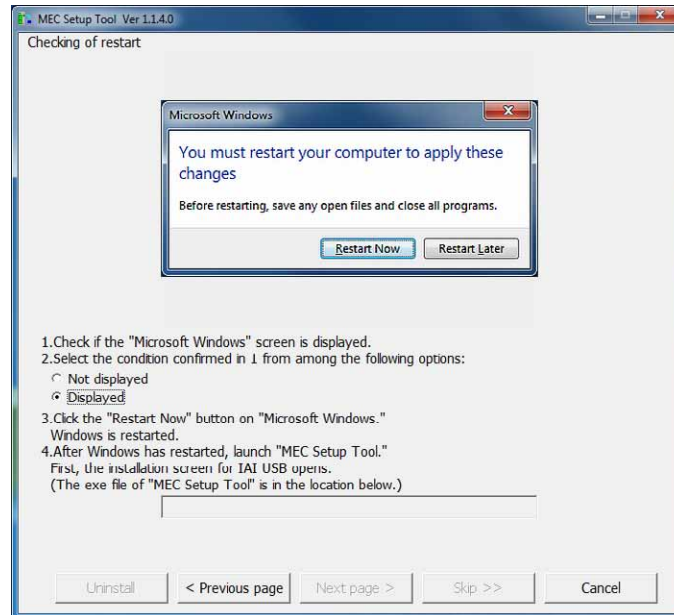 MEC Setup Tool Ver 1.1.4.0
Checking of restart
Microsoft Windows
You must restart your computer to apply these
changes
Before restarting, save any open files and close all programs.
Restart Now
Restart Later
1.Check if the "Microsoft Windows" screen is displayed.
2.Select the condition confirmed in 1 from among the following options:
Not displayed
Displayed
3.Click the "Restart Now" button on "Microsoft Windows."
Windows is restarted.
4.After Windows has restarted, launch "MEC Setup Tool."
First, the installation screen for IAI USB opens.
(The exe file of "MEC Setup Tool" is in the location below.)
Uninstall
< Previous page
Next page >
Skip >>
Cancel